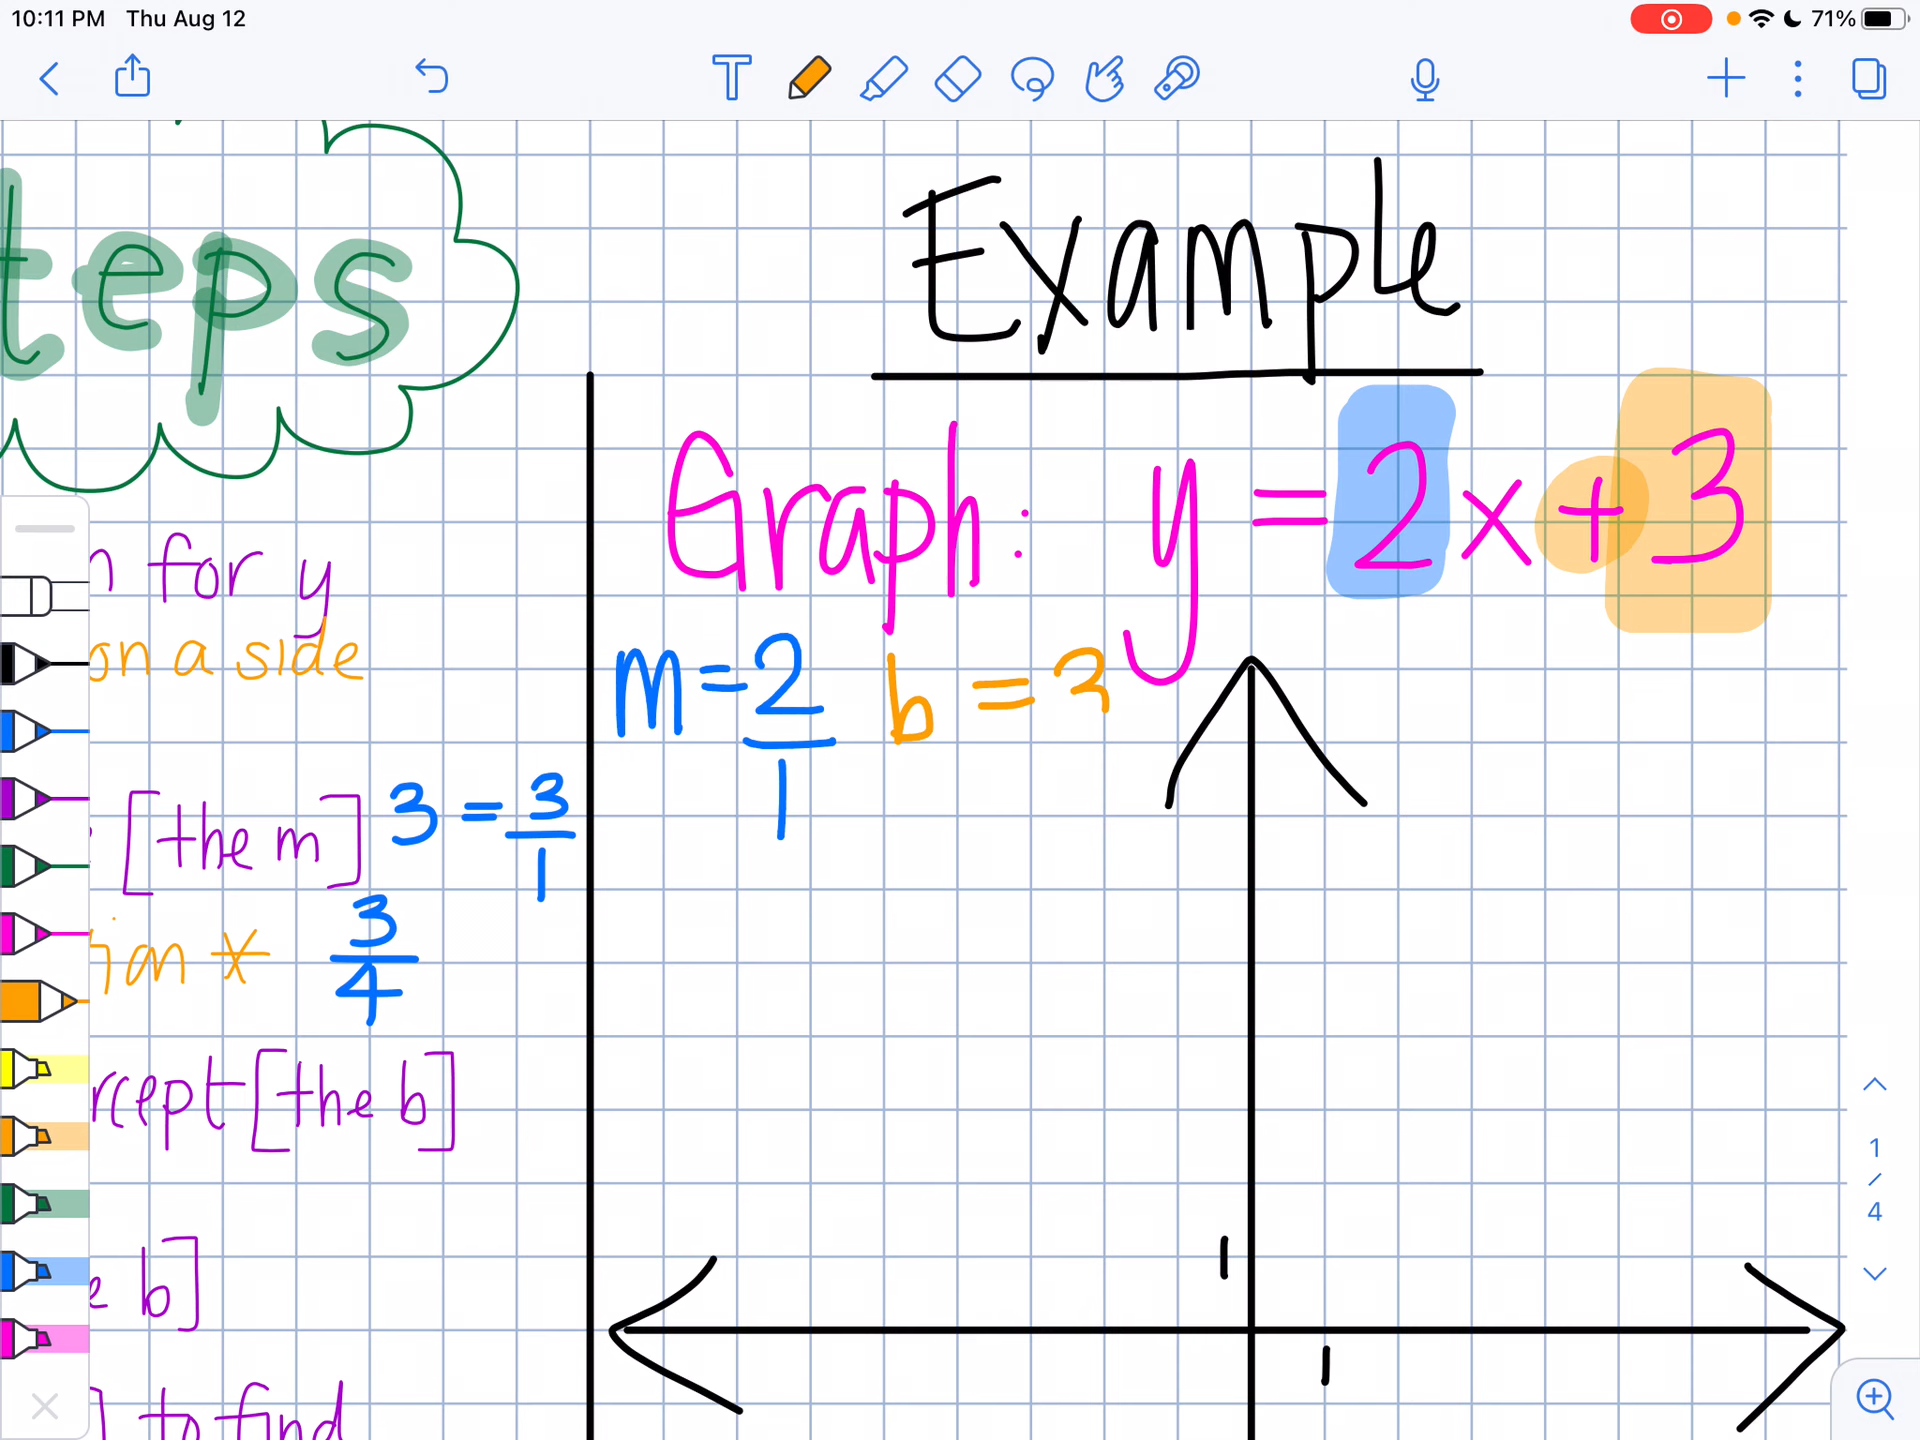 10:11 PM Thu Aug 12
71%
teps
Example
Graph: y = 2x + 3
n for y
on a side
m = 2/1 b = 3
[the m] 3 = 3/1
ion * 3/4
rcept [the b]
e b]
] to find
1
1
1 / 4